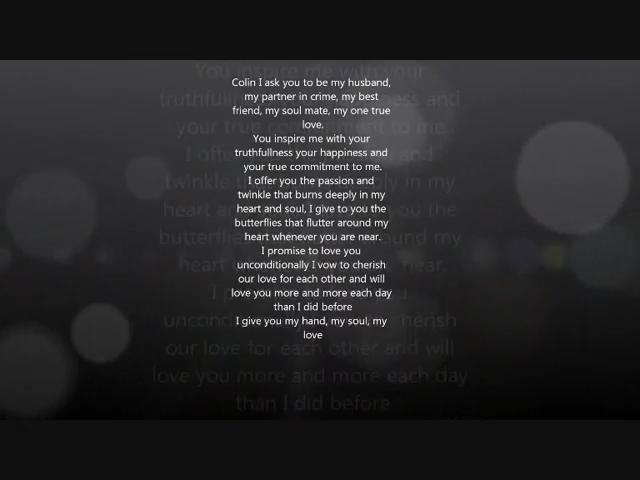 Colin I ask you to be my husband,
my partner in crime, my best
friend, my soul mate, my one true
love.
You inspire me with your
truthfullness your happiness and
your true commitment to me.
I offer you the passion and
twinkle that burns deeply in my
heart and soul, I give to you the
butterflies that flutter around my
heart whenever you are near.
I promise to love you
unconditionally I vow to cherish
our love for each other and will
love you more and more each day
than I did before
I give you my hand, my soul, my
love